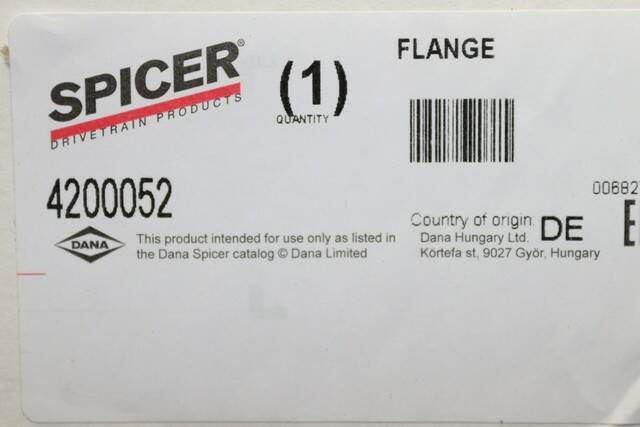 SPICER®
DRIVETRAIN PRODUCTS
(1)
QUANTITY
FLANGE
4200052
DANA
This product intended for use only as listed in
the Dana Spicer catalog © Dana Limited
00682
Country of origin: DE
Dana Hungary Ltd.
Körtefa st, 9027 Györ, Hungary